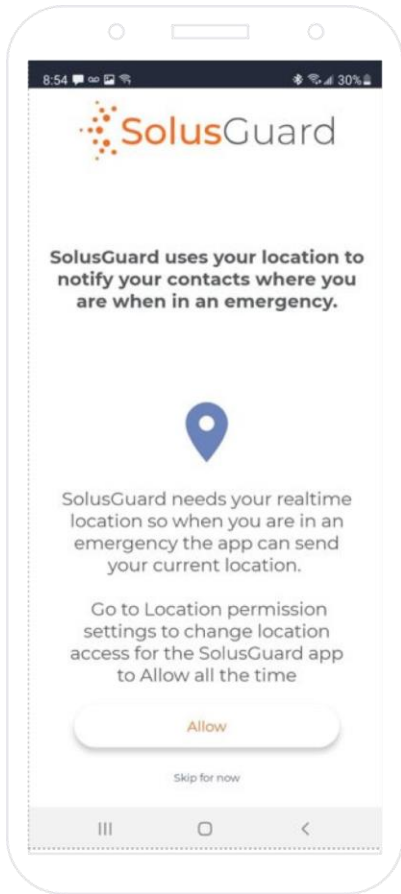 8:54
30%
SolusGuard
SolusGuard uses your location to
notify your contacts where you
are when in an emergency.
SolusGuard needs your realtime
location so when you are in an
emergency the app can send
your current location.
Go to Location permission
settings to change location
access for the SolusGuard app
to Allow all the time
Allow
Skip for now